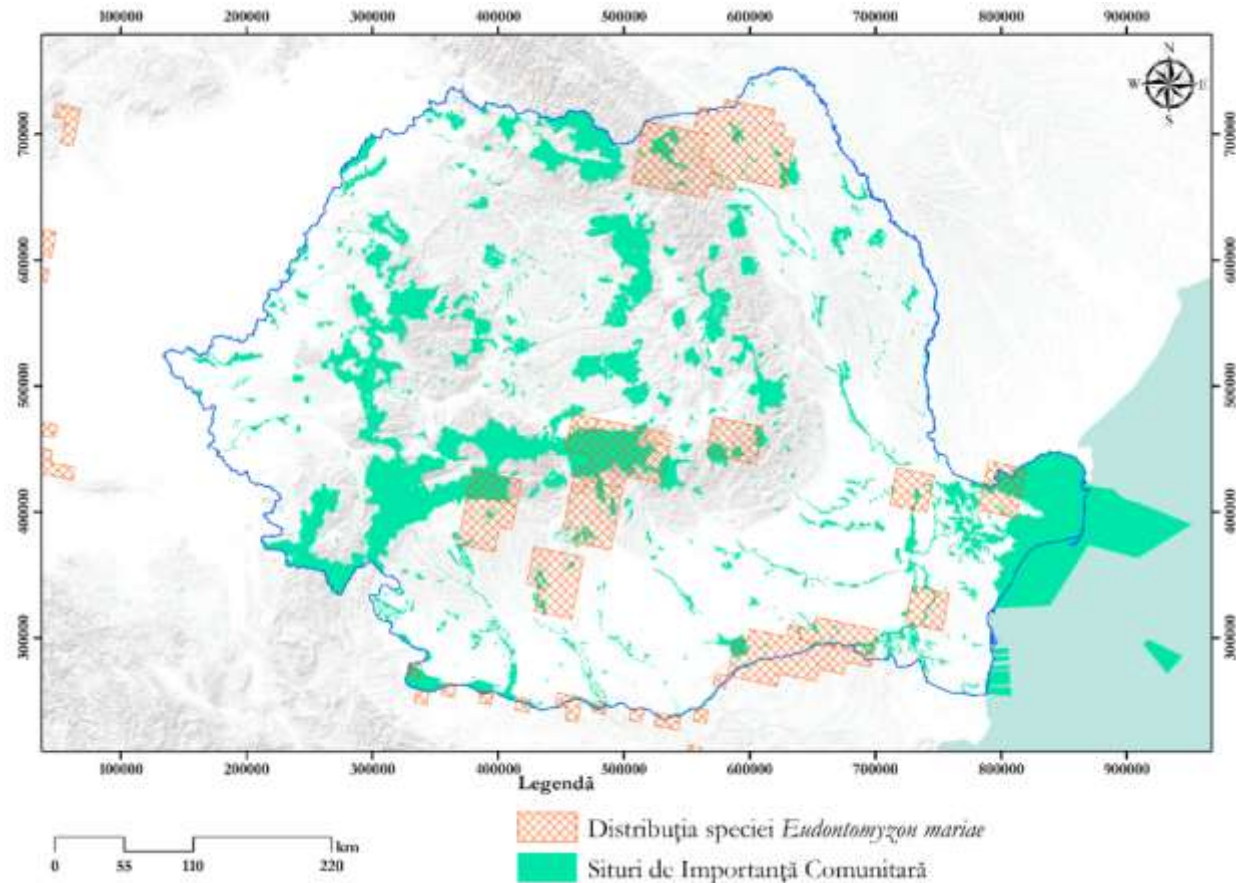 100000 200000 300000 400000 500000 600000 700000 800000 900000
N
W E
S
700000 700000
600000 600000
500000 500000
400000 400000
300000 300000
100000 200000 300000 400000 500000 600000 700000 800000 900000
Legendă
Distribuția speciei Eudontomyzon mariae
km
0 55 110 220
Situri de Importanță Comunitară